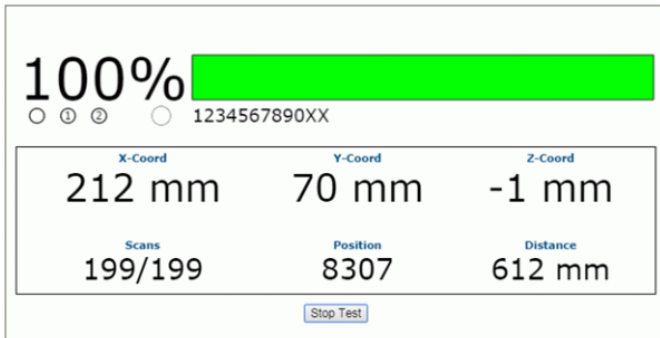 100%
1 2
1234567890XX
X-Coord Y-Coord Z-Coord
212 mm 70 mm -1 mm
Scans Position Distance
199/199 8307 612 mm
Stop Test